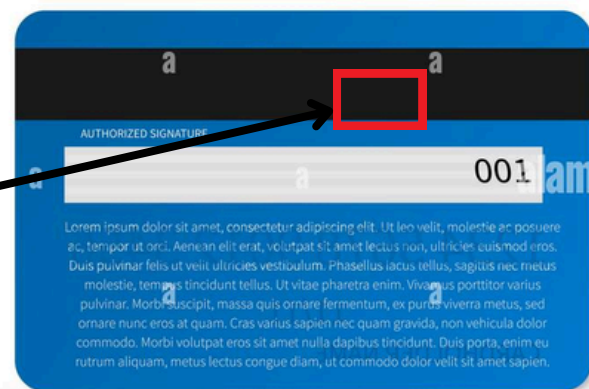 a a
AUTHORIZED SIGNATURE
001
a a alam
Lorem ipsum dolor sit amet, consectetur adipiscing elit. Ut leo velit, molestie ac posuere
ac, tempor ut orci. Aenean elit erat, volutpat sit amet lectus non, ultricies euismod eros.
Duis pulvinar felis ut velit ultricies vestibulum. Phasellus lacus tellus, sagittis nec metus
molestie, tempus tincidunt tellus. Ut vitae pharetra enim. Vivamus porttitor varius
a a
pulvinar. Morbi suscipit, massa quis ornare fermentum, ex purus viverra metus, sed
ornare nunc eros at quam. Cras varius sapien nec quam gravida, non vehicula dolor
commodo. Morbi volutpat eros sit amet nulla dapibus tincidunt. Duis porta, enim eu
rutrum aliquam, metus lectus congue diam, ut commodo dolor velit sit amet sapien.